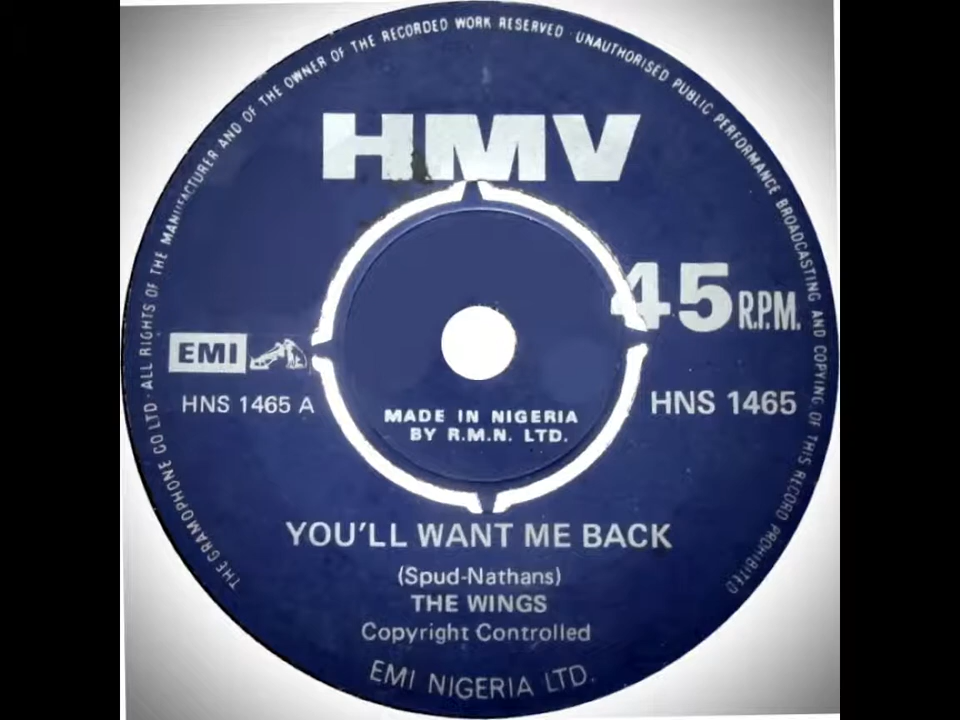 THE GRAMOPHONE CO LTD · ALL RIGHTS OF THE MANUFACTURER AND OF THE OWNER OF THE RECORDED WORK RESERVED · UNAUTHORISED PUBLIC PERFORMANCE BROADCASTING AND COPYING OF THIS RECORD PROHIBITED
HMV
45 R.P.M.
EMI
HNS 1465 A
HNS 1465
MADE IN NIGERIA
BY R.M.N. LTD.
YOU'LL WANT ME BACK
(Spud-Nathans)
THE WINGS
Copyright Controlled
EMI NIGERIA LTD.